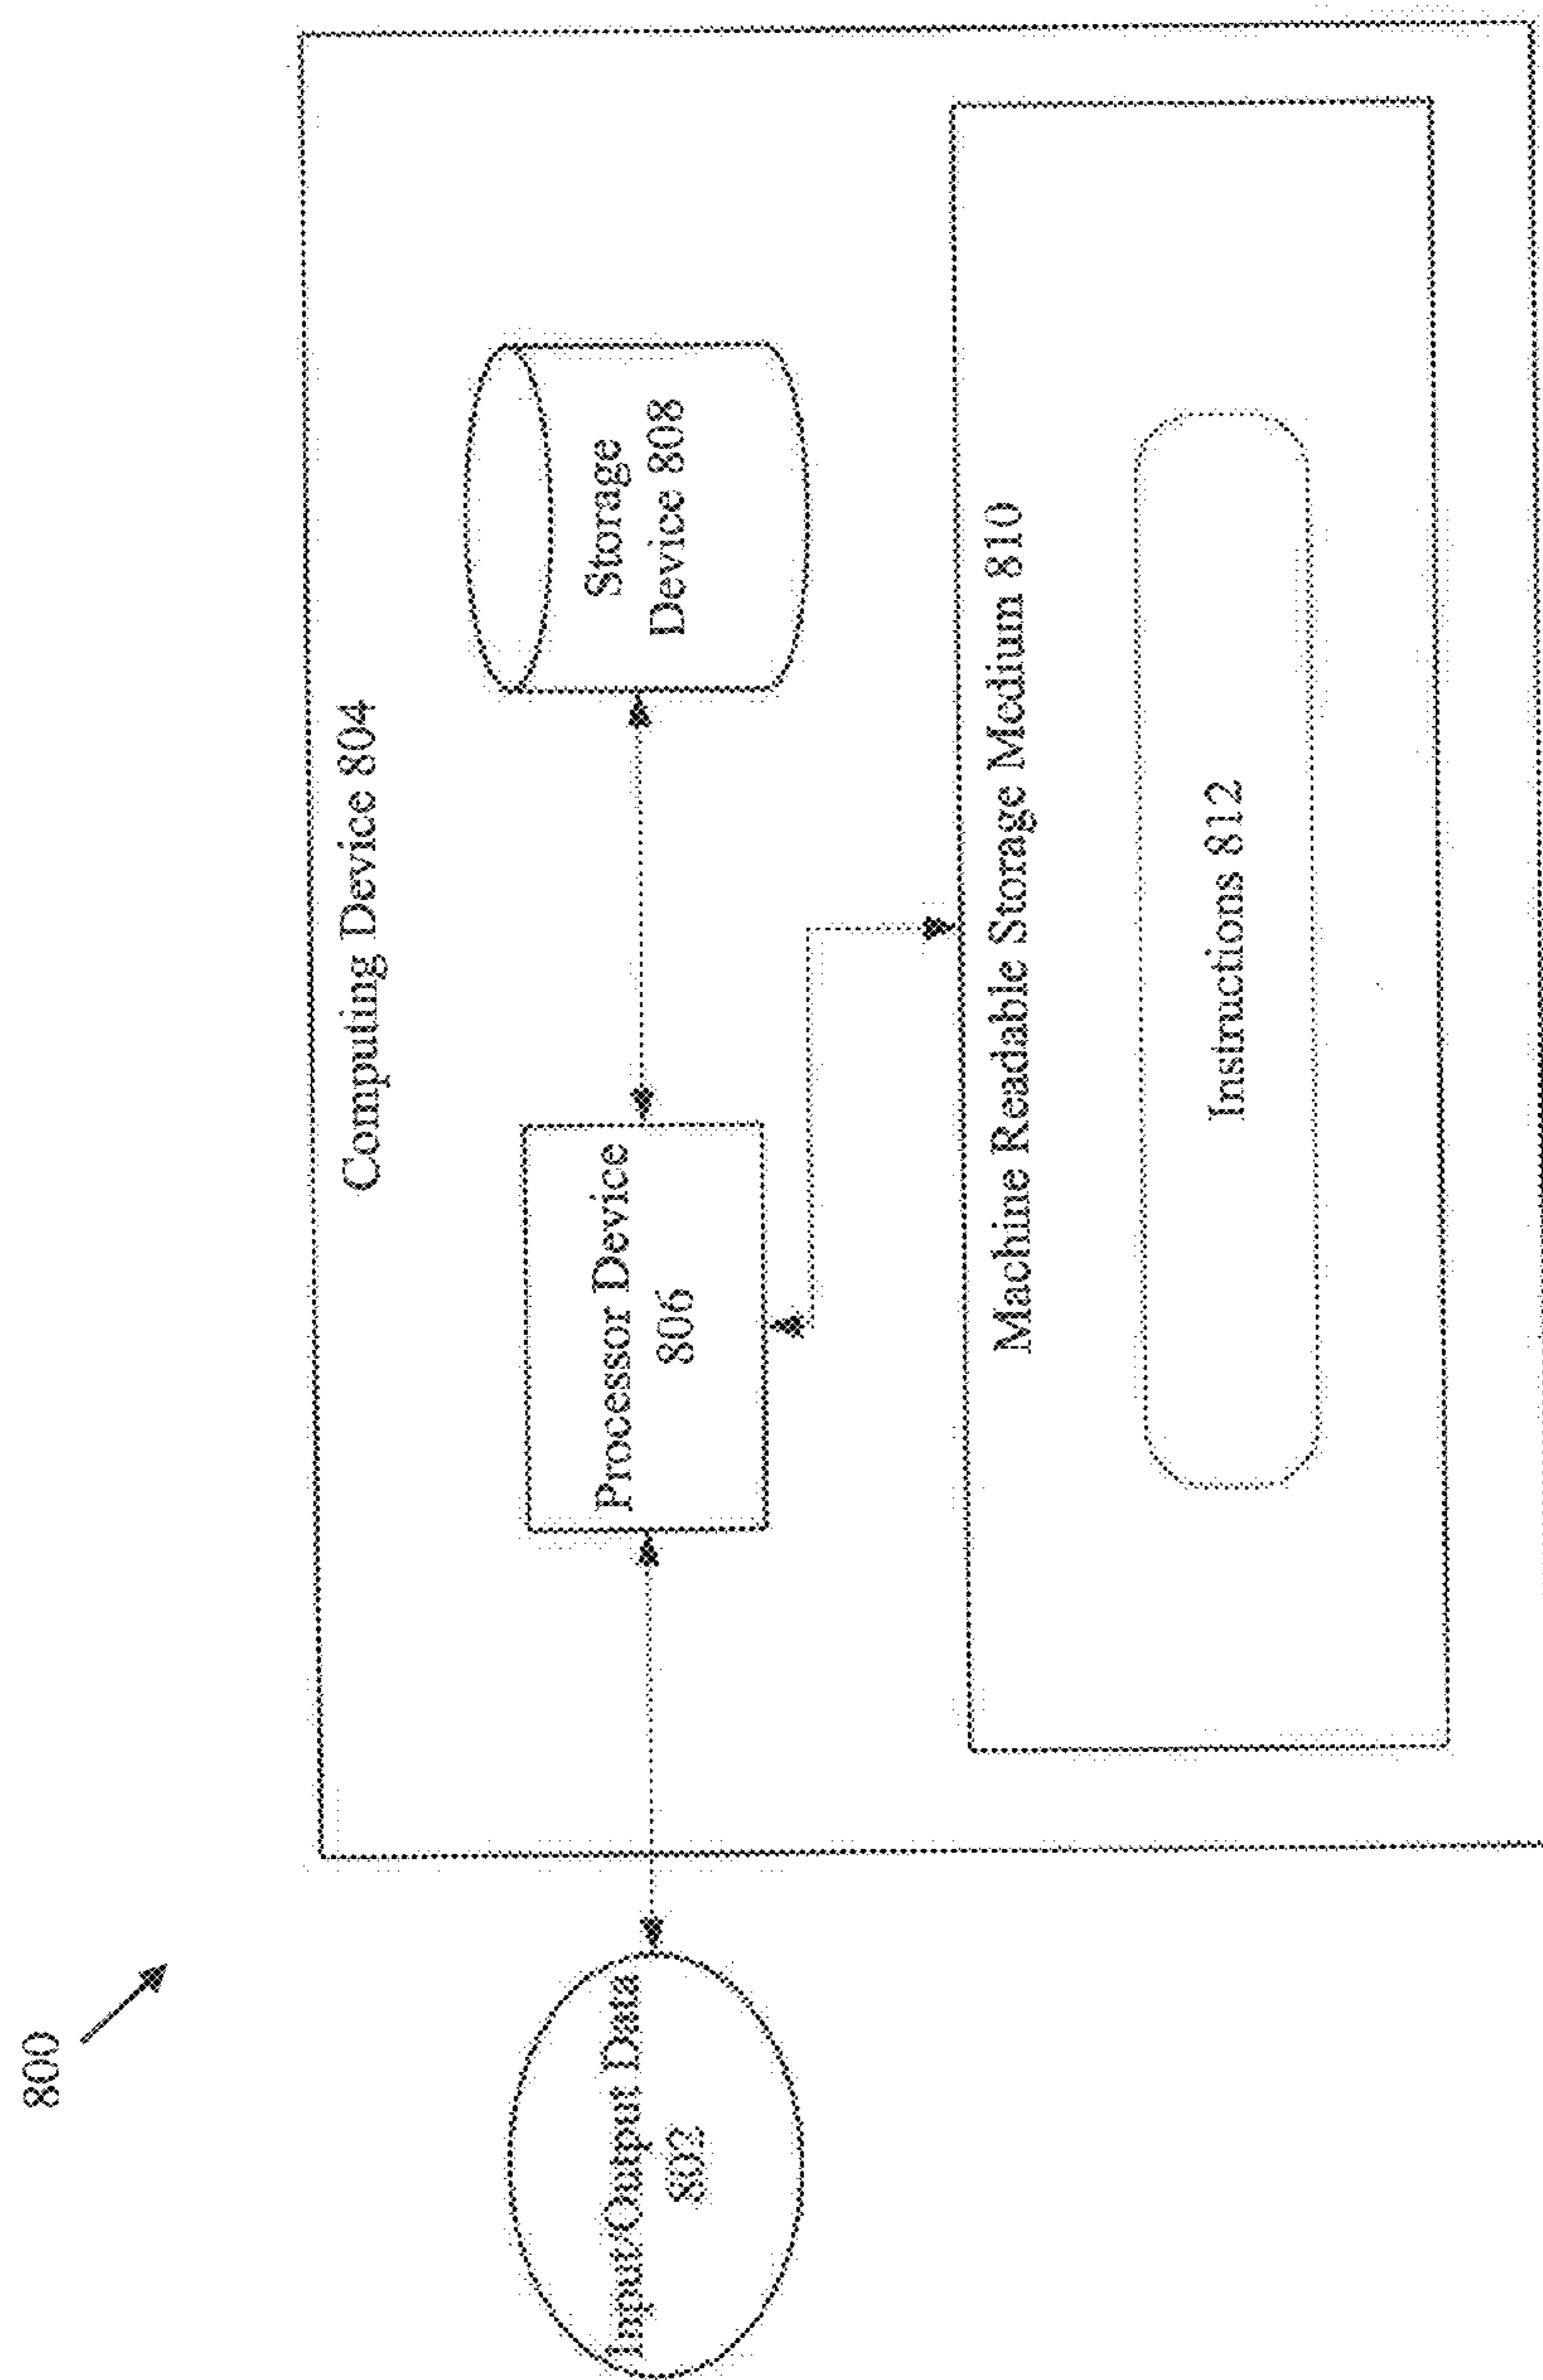 800
Computing Device 804
Input/Output Data
802
Processor Device
806
Storage
Device 808
Machine Readable Storage Medium 810
Instructions 812